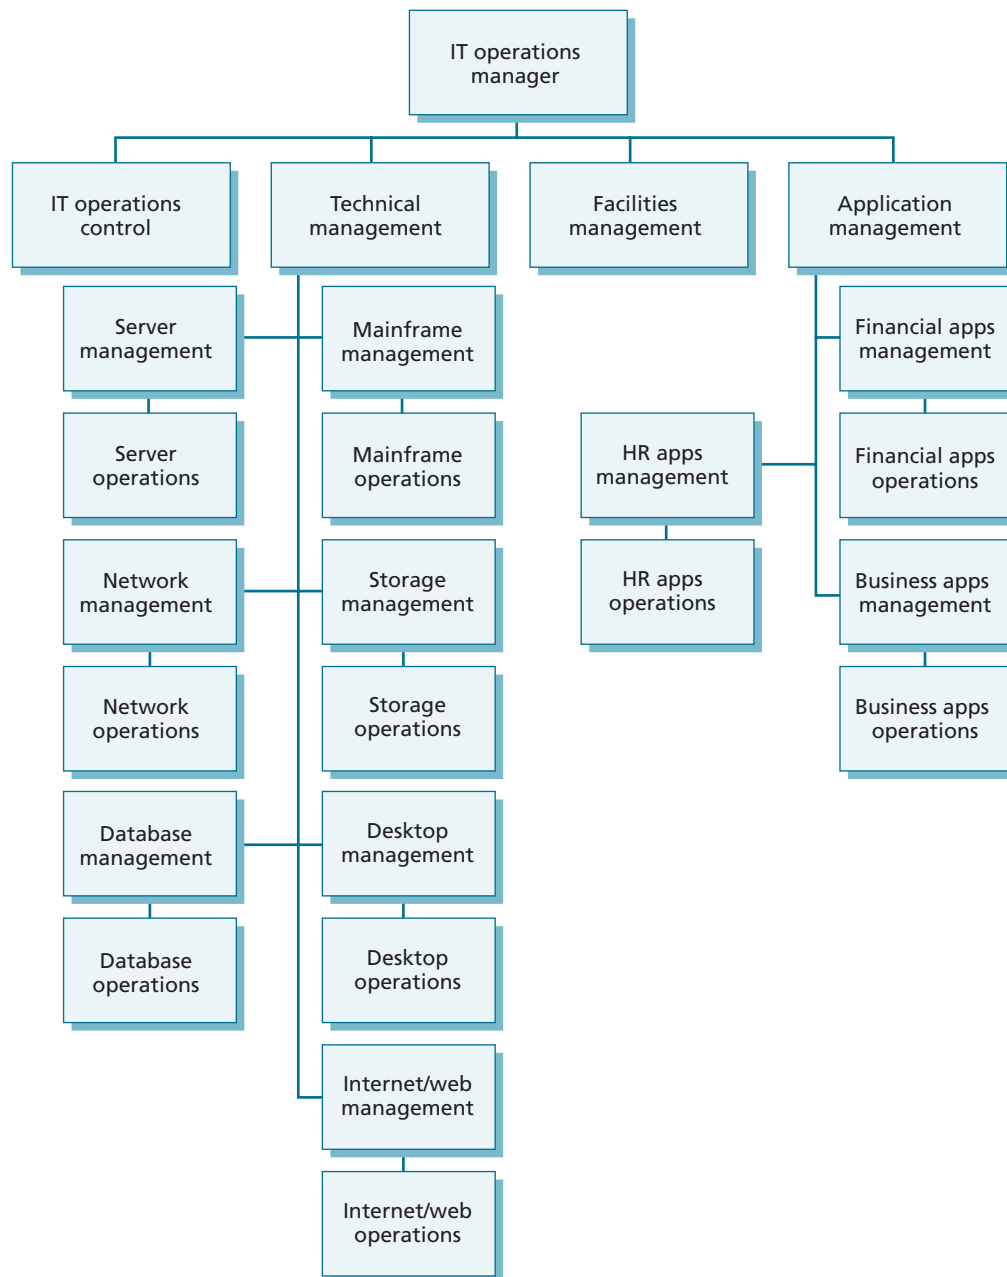 IT operations
manager
IT operations
control
Technical
management
Facilities
management
Application
management
Server
management
Mainframe
management
Financial apps
management
Server
operations
Mainframe
operations
HR apps
management
Financial apps
operations
Network
management
Storage
management
HR apps
operations
Business apps
management
Network
operations
Storage
operations
Business apps
operations
Database
management
Desktop
management
Database
operations
Desktop
operations
Internet/web
management
Internet/web
operations